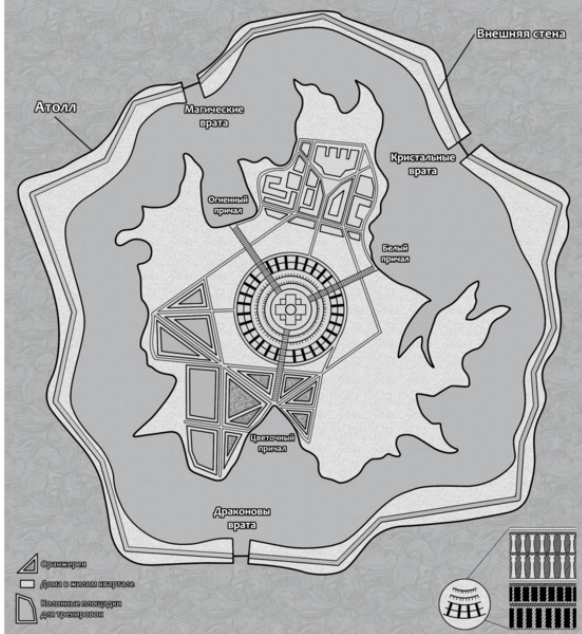 Внешняя стена
Атолл
Магические
врата
Кристальные
врата
Огненный
причал
Белый
причал
Цветочный
причал
Драконовы
врата
Оранжерея
Дома в жилом квартале
площадки
для тренировок